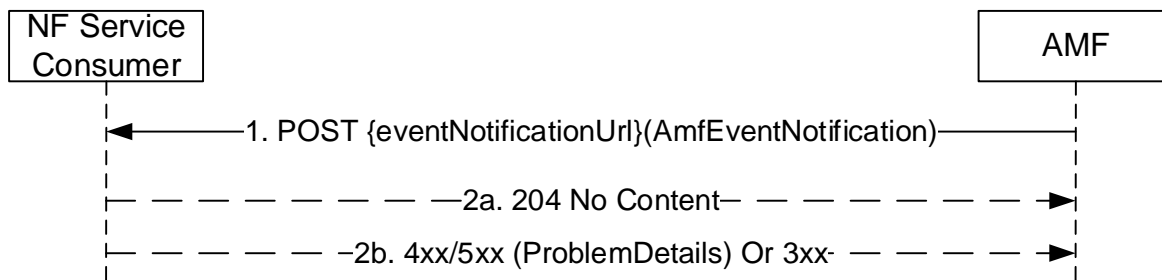 NF Service
Consumer
AMF
1. POST {eventNotificationUrl}(AmfEventNotification)
2a. 204 No Content
2b. 4xx/5xx (ProblemDetails) Or 3xx